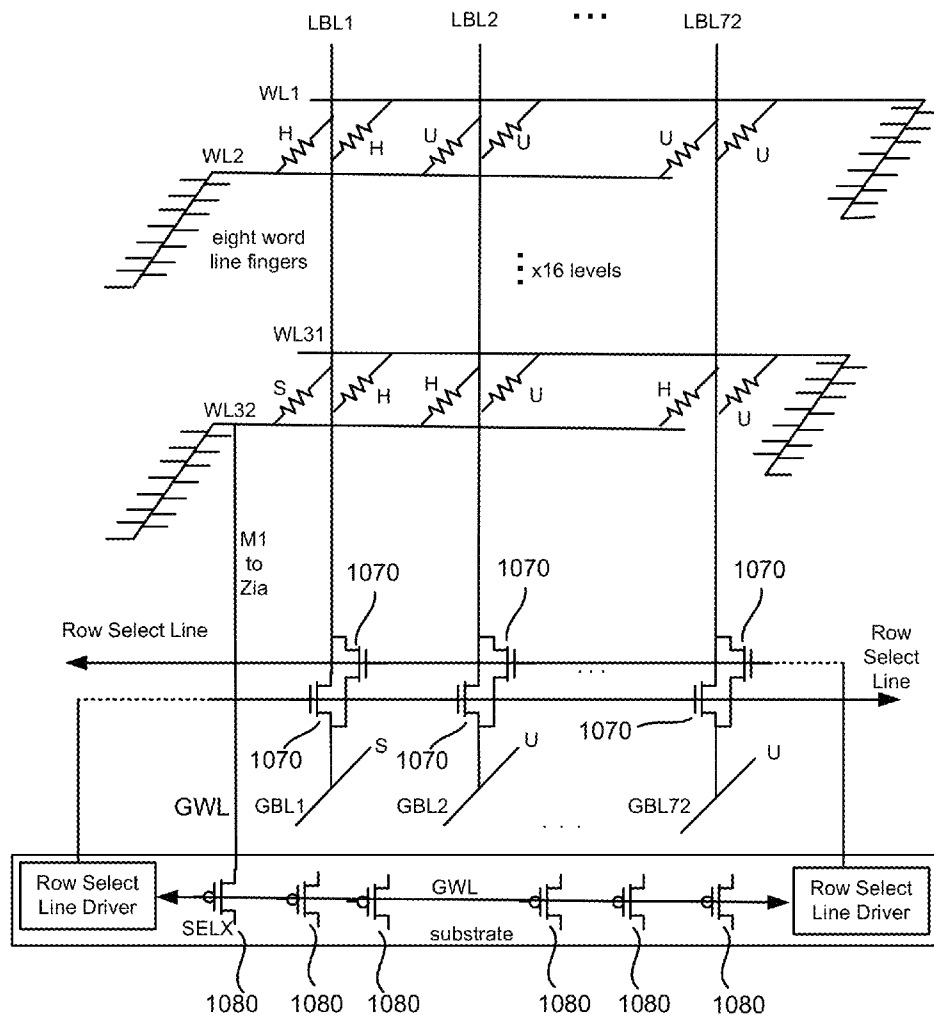 LBL1
LBL2
...
LBL72
WL1
H
H
U
U
U
U
WL2
eight word
line fingers
x16 levels
WL31
S
H
H
U
H
U
WL32
M1
to
Zia
1070
1070
1070
Row Select Line
Row
Select
Line
...
1070
1070
1070
S
U
U
GWL
GBL1
GBL2
GBL72
...
Row Select
Line Driver
GWL
Row Select
Line Driver
SELX
substrate
1080
1080
1080
1080
1080
1080